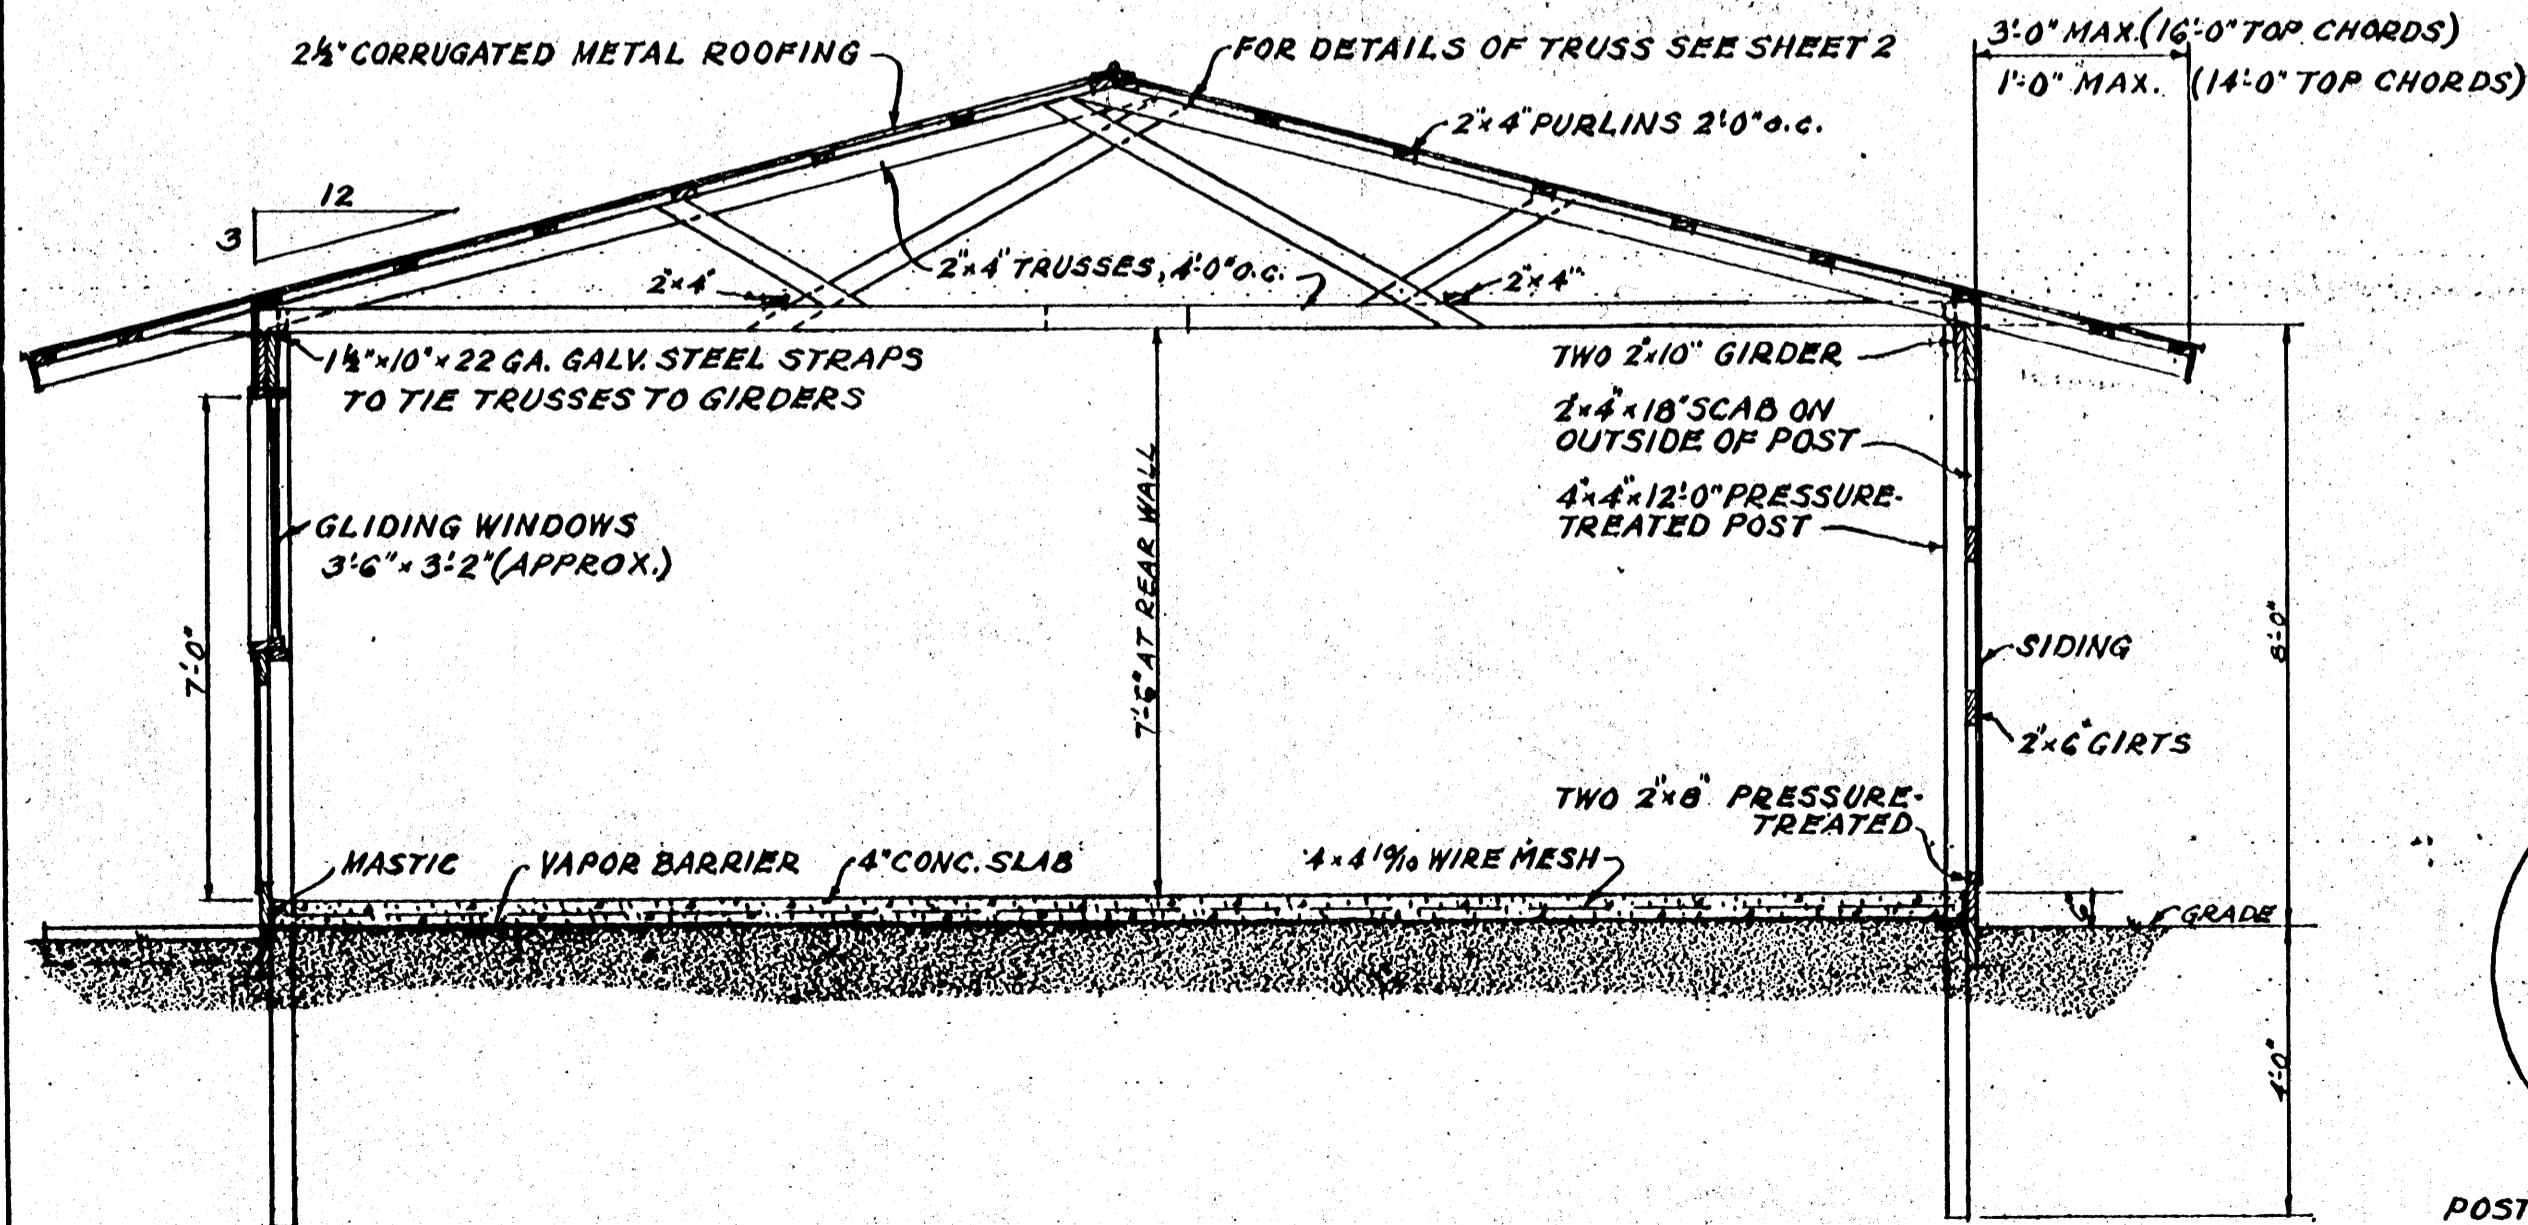 2½" CORRUGATED METAL ROOFING
FOR DETAILS OF TRUSS SEE SHEET 2
3'-0" MAX. (16'-0" TOP CHORDS)
1'-0" MAX. (14'-0" TOP CHORDS)
2"x4" PURLINS 2'-0" o.c.
12
3
2"x4" TRUSSES, 4'-0" O.C.
2"x4"
2"x4"
1½"x10"x22 GA. GALV. STEEL STRAPS
TO TIE TRUSSES TO GIRDERS
TWO 2"x10" GIRDER
2"x4"x18" SCAB ON
OUTSIDE OF POST
4"x4"x12'-0" PRESSURE-
TREATED POST
GLIDING WINDOWS
3'-6" x 3'-2" (APPROX.)
7'-0"
7'-6" AT REAR WALL
8'-0"
SIDING
2"x6" GIRTS
TWO 2"x8" PRESSURE-
TREATED
MASTIC
VAPOR BARRIER
4" CONC. SLAB
4x4 10/10 WIRE MESH
6"
GRADE
4'-0"
POST